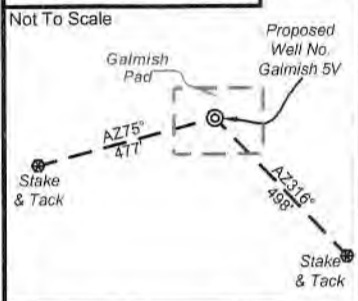 Not To Scale
Proposed
Well No.
Galmish 5V
Galmish
Pad
AZ75°
477'
AZ316°
498'
Stake
& Tack
Stake
& Tack